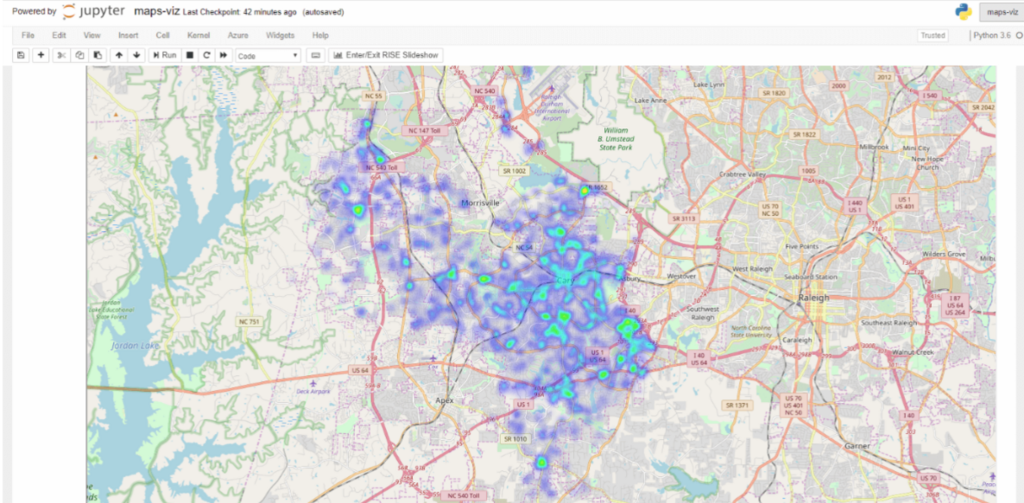 Powered by jupyter maps-viz Last Checkpoint: 42 minutes ago (autosaved)
maps-viz
File Edit View Insert Cell Kernel Azure Widgets Help
Trusted
Python 3.6
Run
Code
Enter/Exit RISE Slideshow
2012
Lake Lynn
NC 540
SR 1820
2000
I 540
NC 55
Lake Anne
SR 2042
Airport
NC 147 Toll
William
B. Umstead
State Park
SR 1822
Millbrook
Mini City
New Hope
Church
NC 540 Toll
SR 1002
Crabtree Valley
1005
Morrisville
I 440
US 1
US 1
US 401
US 70
NC 50
SR 3113
NC 54
Five Points
Wilders Grove
West Raleigh
Westover
Seaboard Station
Raleigh
I 87
US 64
US 264
I 40
Southwest
Raleigh
NC 751
North Carolina
State University
Southeast Raleigh
Caraleigh
Jordan Lake
US 1
US 64
I 40
US 64
Walnut Creek
US 64
Deck Airpark
Apex
US 1
US 70
US 401
NC 50
SR 1371
I 40
SR 1010
Garner
US 70
NC 540 Toll